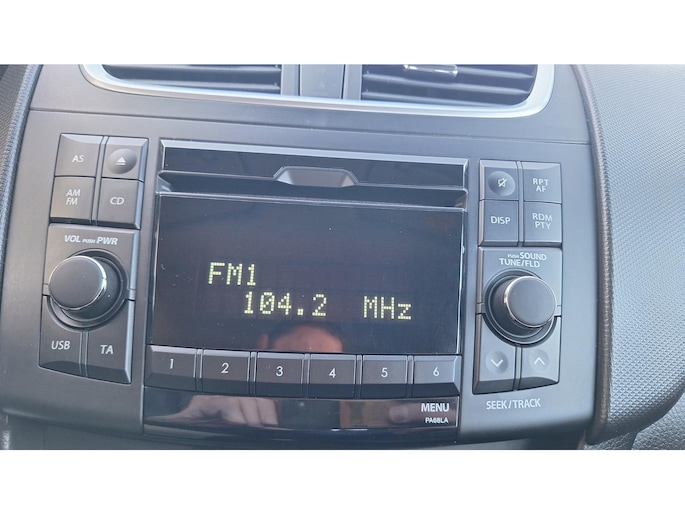 AS
AM
FM
CD
VOL PUSH PWR
USB
TA
FM1
104.2 MHz
1 2 3 4 5 6
MENU
PA68LA
RPT
AF
DISP
RDM
PTY
PUSH SOUND
TUNE/FLD
SEEK/TRACK